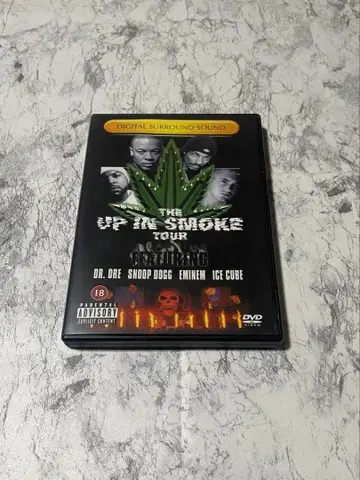 DIGITAL SURROUND SOUND
THE
UP IN SMOKE
TOUR
FEATURING
DR. DRE SNOOP DOGG EMINEM ICE CUBE
18
PARENTAL
ADVISORY
EXPLICIT CONTENT
DVD
VIDEO